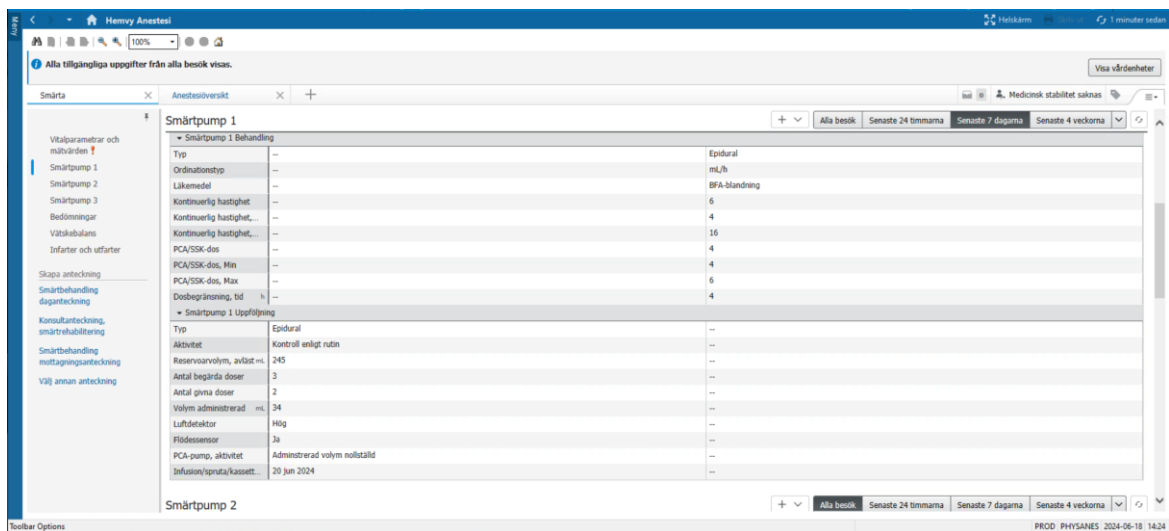 Meny
Hemvy Anestesi
Helskärm
1 minuter sedan
100%
Alla tillgängliga uppgifter från alla besök visas.
Visa vårdenheter
Smärta
Anestesiöversikt
0
Medicinsk stabilitet saknas
Vitalparametrar och
mätvärden
Smärtpump 1
Smärtpump 2
Smärtpump 3
Bedömningar
Vätskebalans
Infarter och utfarter
Skapa anteckning
Smärtbehandling
daganteckning
Konsultanteckning,
smärtrehabilitering
Smärtbehandling
mottagningsanteckning
Välj annan anteckning
Smärtpump 1
Alla besök Senaste 24 timmarna Senaste 7 dagarna Senaste 4 veckorna
Smärtpump 1 Behandling
Typ -- Epidural
Ordinationstyp -- mL/h
Läkemedel -- BFA-blandning
Kontinuerlig hastighet -- 6
Kontinuerlig hastighet,... -- 4
Kontinuerlig hastighet,... -- 16
PCA/SSK-dos -- 4
PCA/SSK-dos, Min -- 4
PCA/SSK-dos, Max -- 6
Dosbegränsning, tid h -- 4
Smärtpump 1 Uppföljning
Typ Epidural --
Aktivitet Kontroll enligt rutin --
Reservoarvolym, avläst mL 245 --
Antal begärda doser 3 --
Antal givna doser 2 --
Volym administrerad mL 34 --
Luftdetektor Hög --
Flödessensor Ja --
PCA-pump, aktivitet Adminstrerad volym nollställd --
Infusion/spruta/kassett... 20 jun 2024 --
Smärtpump 2
Alla besök Senaste 24 timmarna Senaste 7 dagarna Senaste 4 veckorna
Toolbar Options
PROD PHYSANES 2024-06-18 14:24